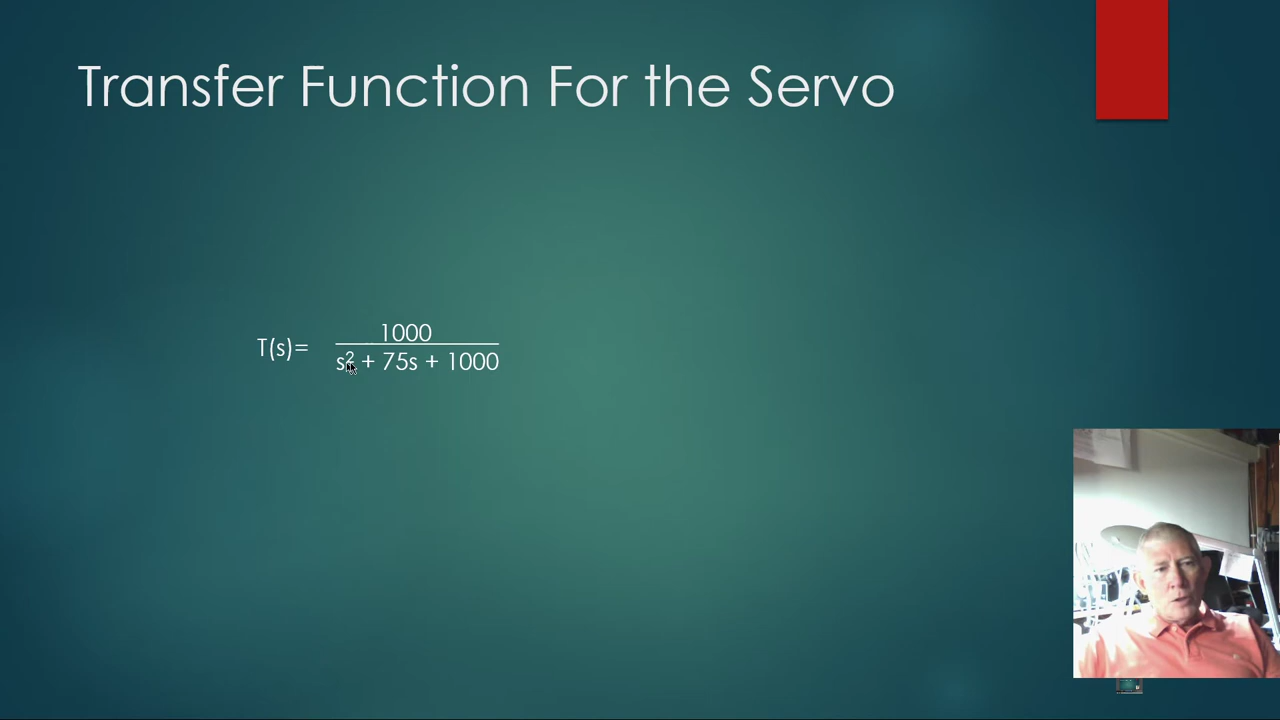 Transfer Function For the Servo
T(s)=
1000
s² + 75s + 1000